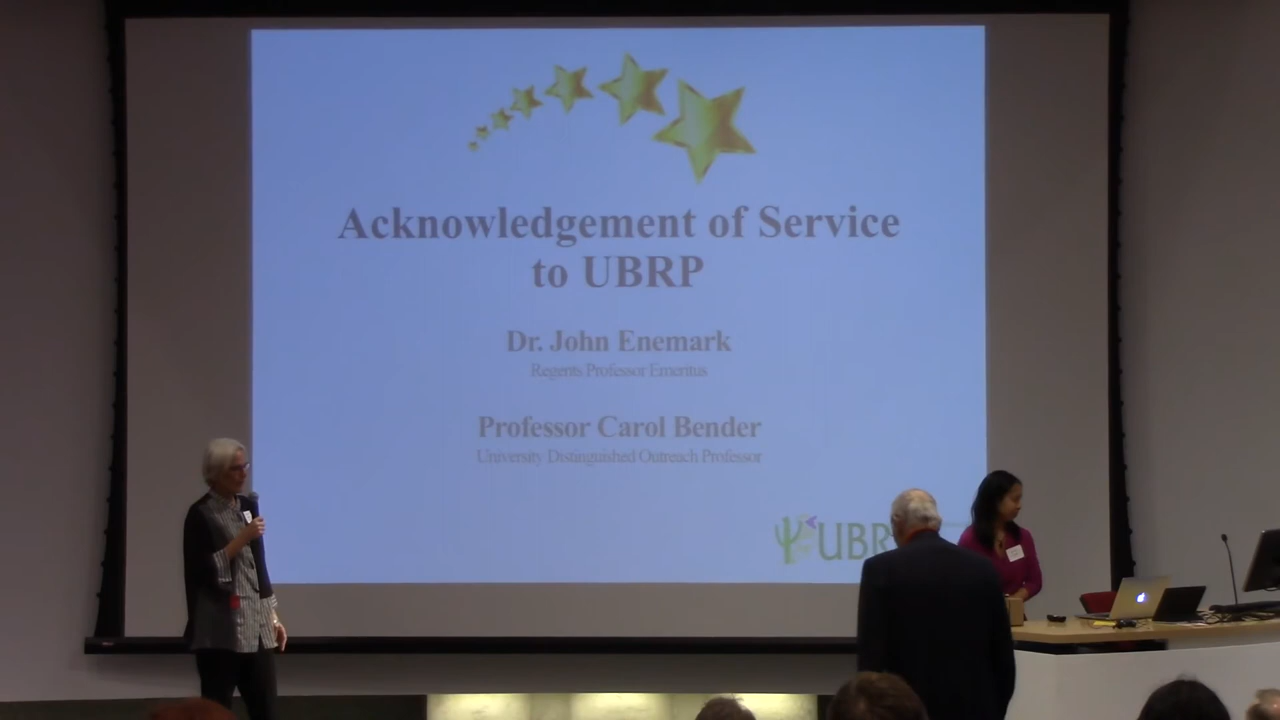 Acknowledgement of Service
to UBRP
Dr. John Enemark
Regents Professor Emeritus
Professor Carol Bender
University Distinguished Outreach Professor
UBR